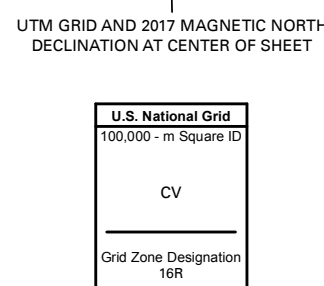 UTM GRID AND 2017 MAGNETIC NORTH
DECLINATION AT CENTER OF SHEET
U.S. National Grid
100,000 - m Square ID
CV
Grid Zone Designation
16R